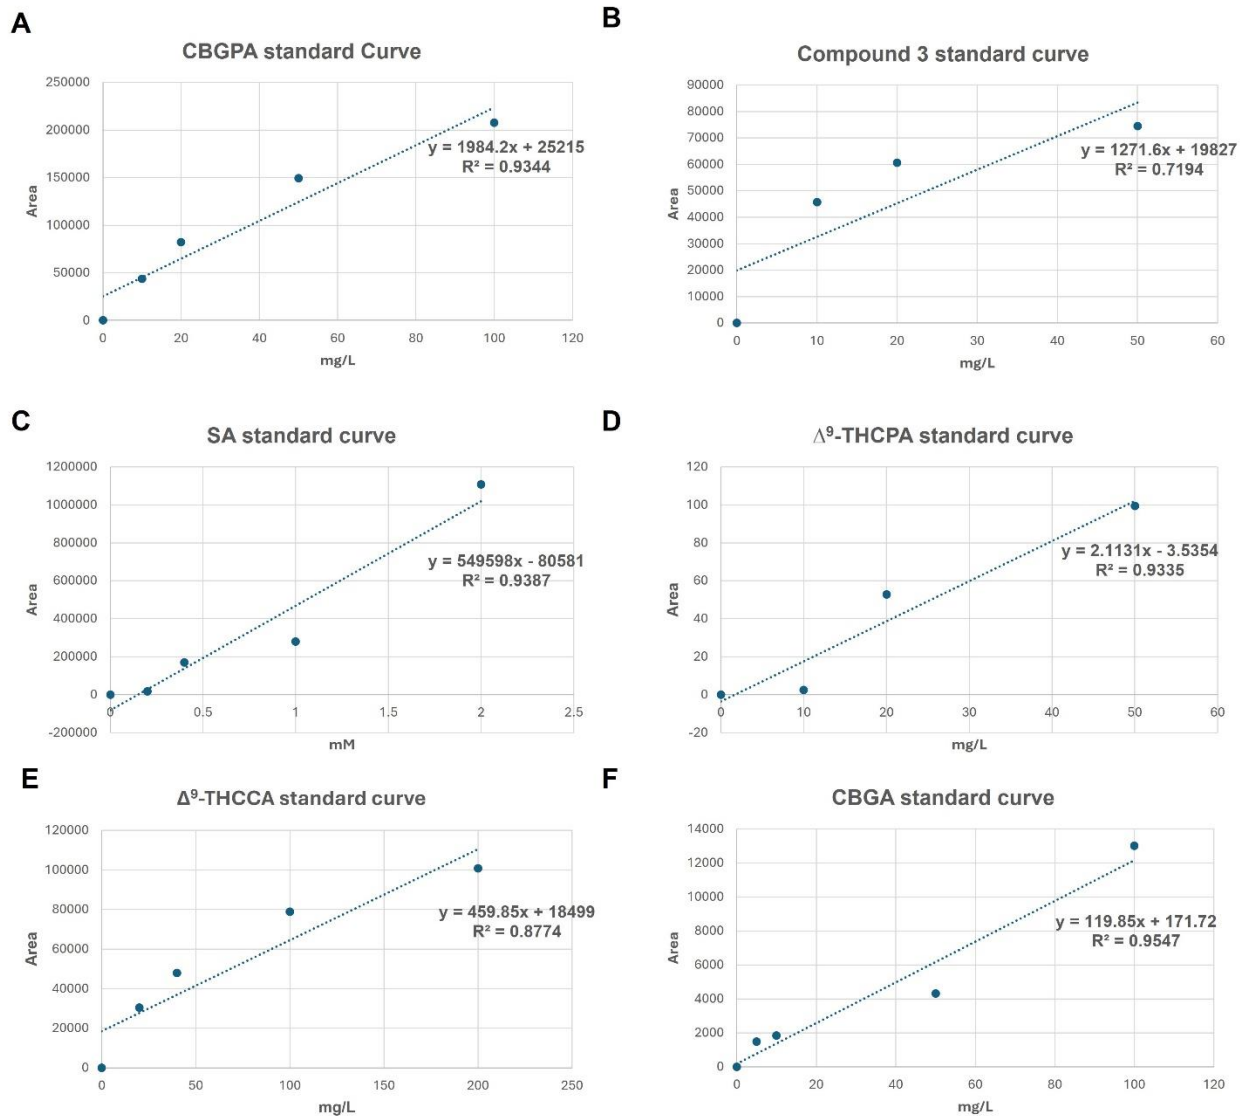 A
CBGPA standard Curve
250000
200000
150000
100000
50000
0
Area
y = 1984.2x + 25215
R² = 0.9344
0 20 40 60 80 100 120
mg/L
B
Compound 3 standard curve
90000
80000
70000
60000
50000
40000
30000
20000
10000
0
Area
y = 1271.6x + 19827
R² = 0.7194
0 10 20 30 40 50 60
mg/L
C
SA standard curve
1200000
1000000
800000
600000
400000
200000
0
-200000
Area
y = 549598x - 80581
R² = 0.9387
0 0.5 1 1.5 2 2.5
mM
D
Δ⁹-THCPA standard curve
120
100
80
60
40
20
0
-20
Area
y = 2.1131x - 3.5354
R² = 0.9335
0 10 20 30 40 50 60
mg/L
E
Δ⁹-THCCA standard curve
120000
100000
80000
60000
40000
20000
0
Area
y = 459.85x + 18499
R² = 0.8774
0 50 100 150 200 250
mg/L
F
CBGA standard curve
14000
12000
10000
8000
6000
4000
2000
0
Area
y = 119.85x + 171.72
R² = 0.9547
0 20 40 60 80 100 120
mg/L